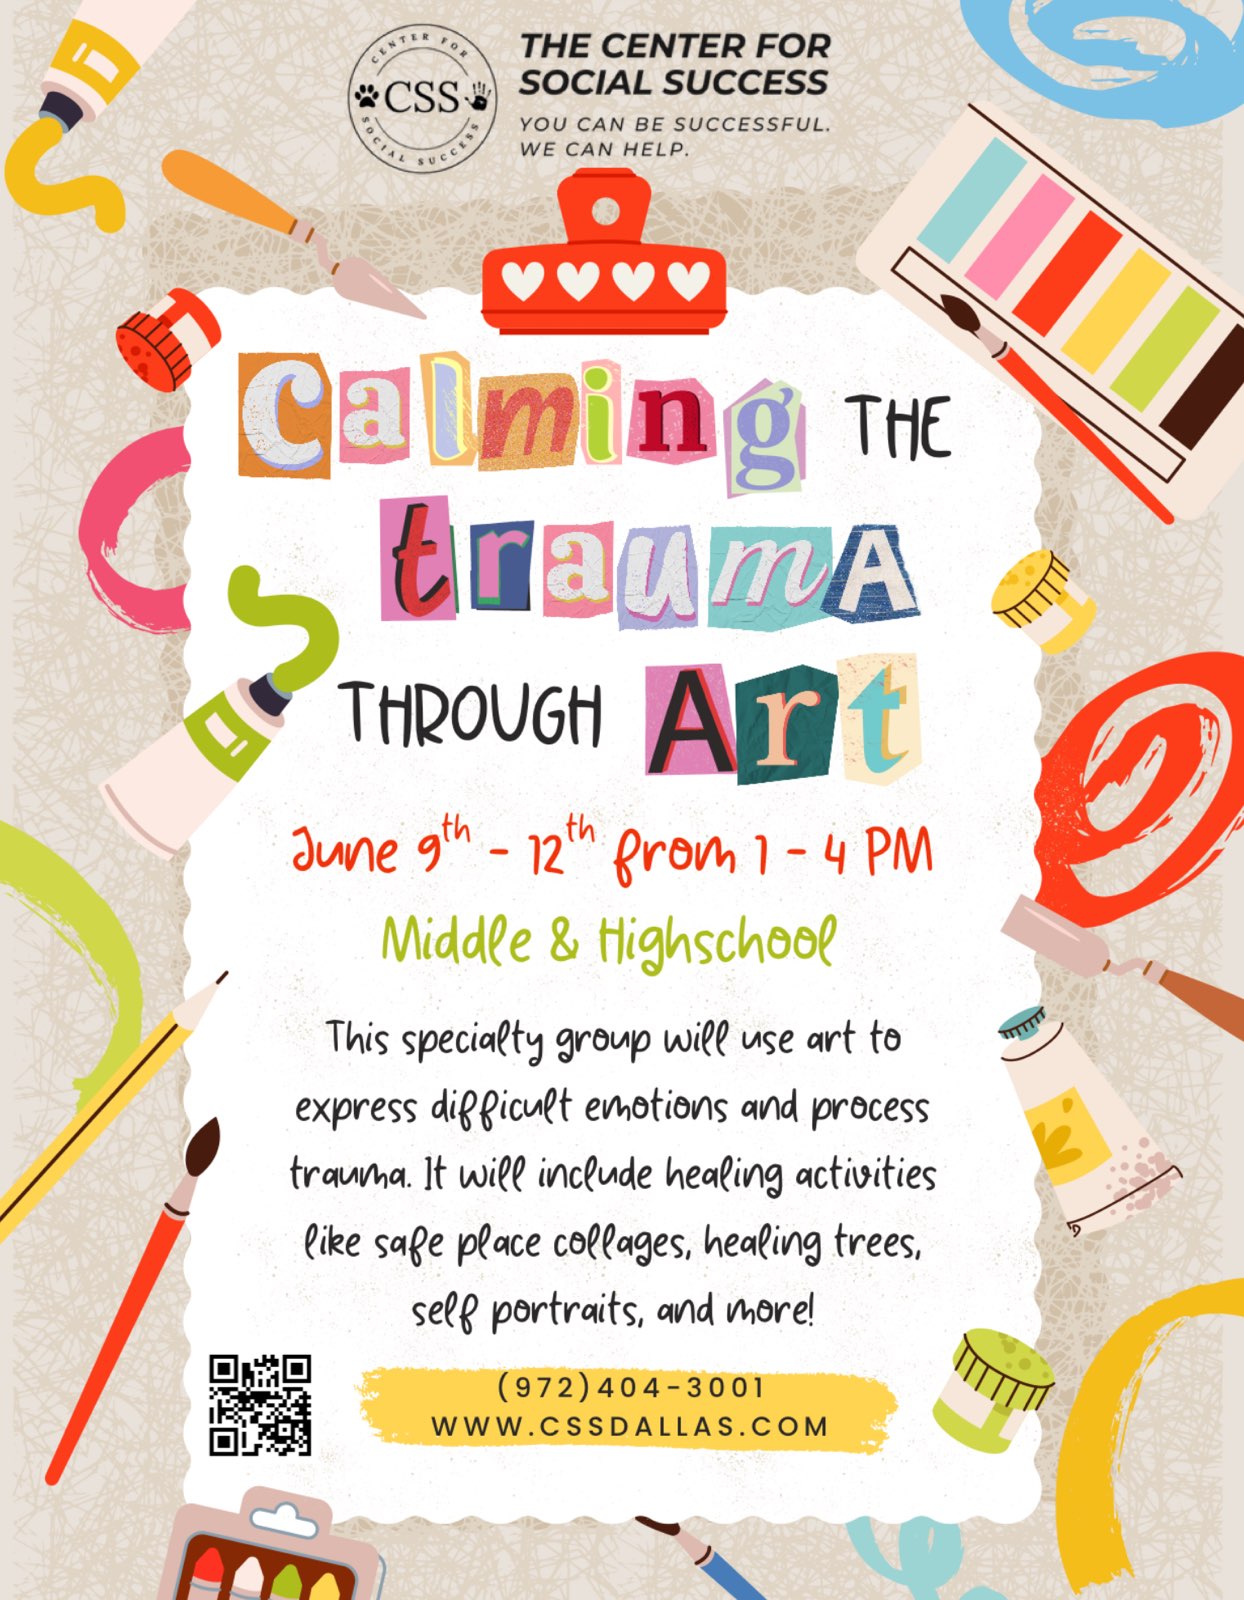 CENTER FOR
CSS
SOCIAL SUCCESS
THE CENTER FOR
SOCIAL SUCCESS
YOU CAN BE SUCCESSFUL.
WE CAN HELP.
Calming THE
traumA
THROUGH Art
June 9th - 12th from 1 - 4 PM
Middle & Highschool
This specialty group will use art to
express difficult emotions and process
trauma. It will include healing activities
like safe place collages, healing trees,
self portraits, and more!
(972)404-3001
WWW.CSSDALLAS.COM